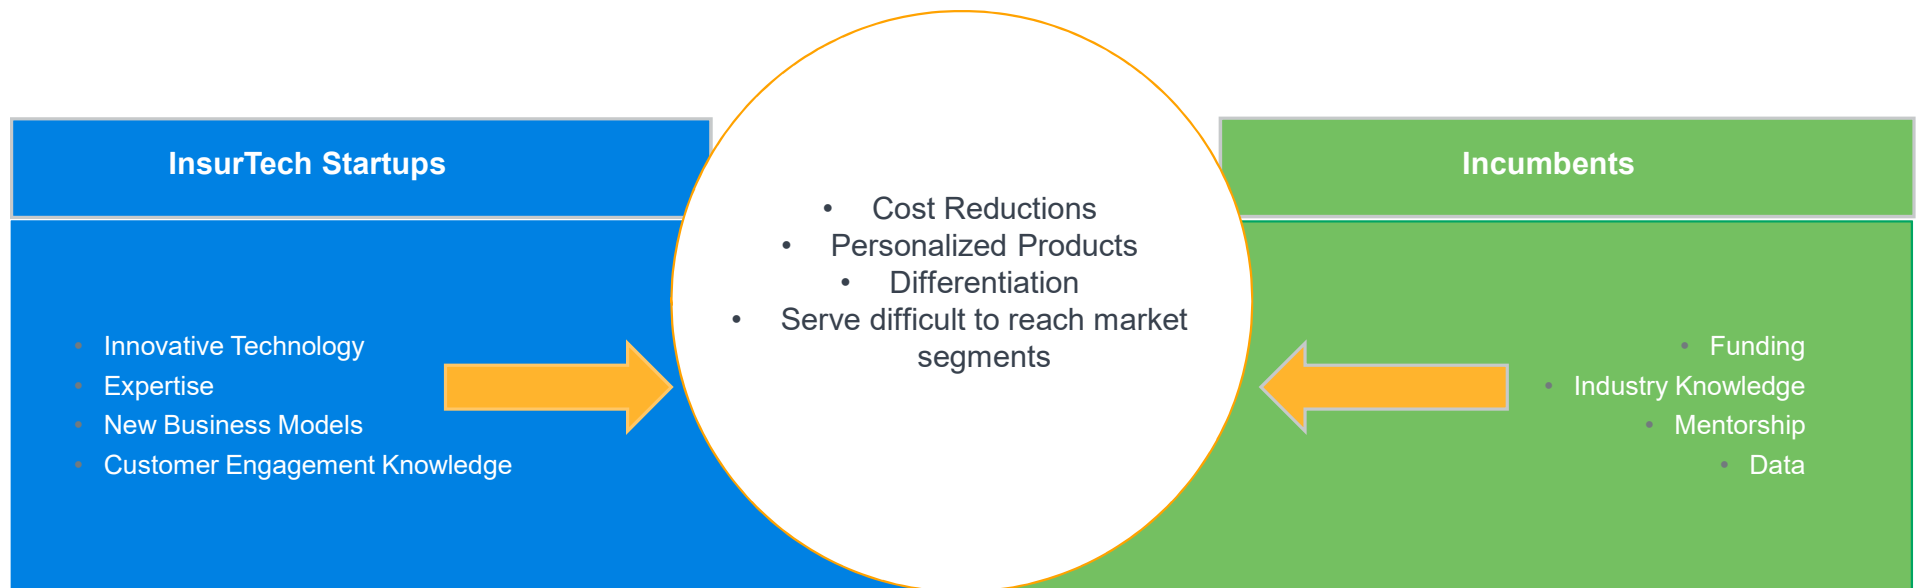 InsurTech Startups
• Innovative Technology
• Expertise
• New Business Models
• Customer Engagement Knowledge
• Cost Reductions
• Personalized Products
• Differentiation
• Serve difficult to reach market
segments
Incumbents
• Funding
• Industry Knowledge
• Mentorship
• Data